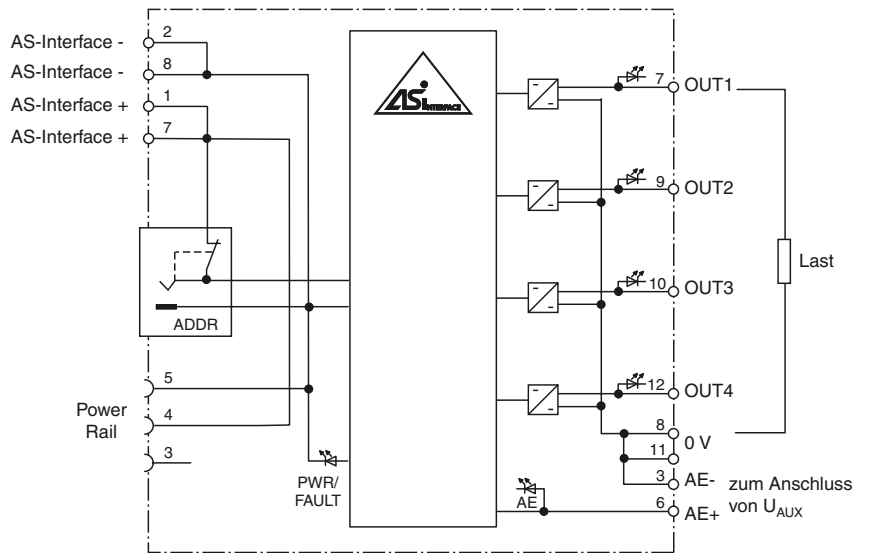 AS-Interface - 2
AS-Interface - 8
AS-Interface + 1
AS-Interface + 7
ASi INTERFACE
7 OUT1
9 OUT2
Last
10 OUT3
ADDR
12 OUT4
5
Power
Rail
4
3
8
0 V
11
PWR/
FAULT
AE
3 AE-
6 AE+
zum Anschluss
von UAUX